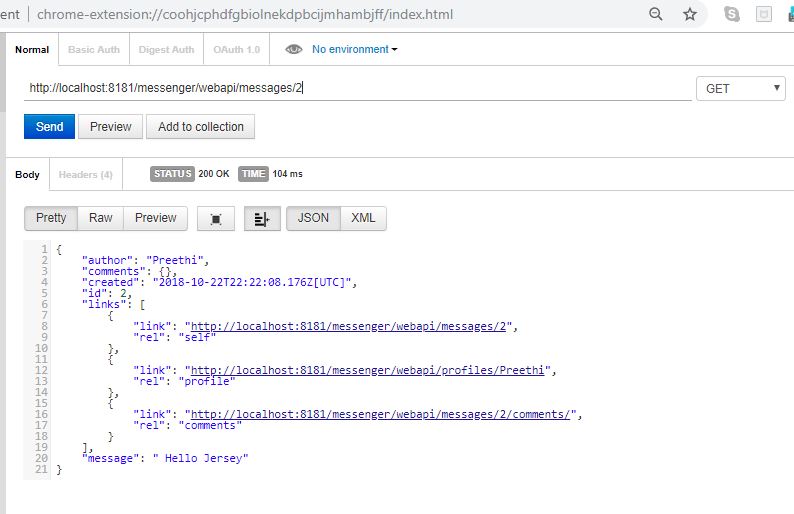 ent chrome-extension://coohjcphdfgbiolnekdpbcijmhambjff/index.html
Normal Basic Auth Digest Auth OAuth 1.0 No environment
http://localhost:8181/messenger/webapi/messages/2 GET
Send Preview Add to collection
Body Headers (4) STATUS 200 OK TIME 104 ms
Pretty Raw Preview JSON XML
1 {
2 "author": "Preethi",
3 "comments": {},
4 "created": "2018-10-22T22:22:08.176Z[UTC]",
5 "id": 2,
6 "links": [
7 {
8 "link": "http://localhost:8181/messenger/webapi/messages/2",
9 "rel": "self"
10 },
11 {
12 "link": "http://localhost:8181/messenger/webapi/profiles/Preethi",
13 "rel": "profile"
14 },
15 {
16 "link": "http://localhost:8181/messenger/webapi/messages/2/comments/",
17 "rel": "comments"
18 }
19 ],
20 "message": " Hello Jersey"
21 }